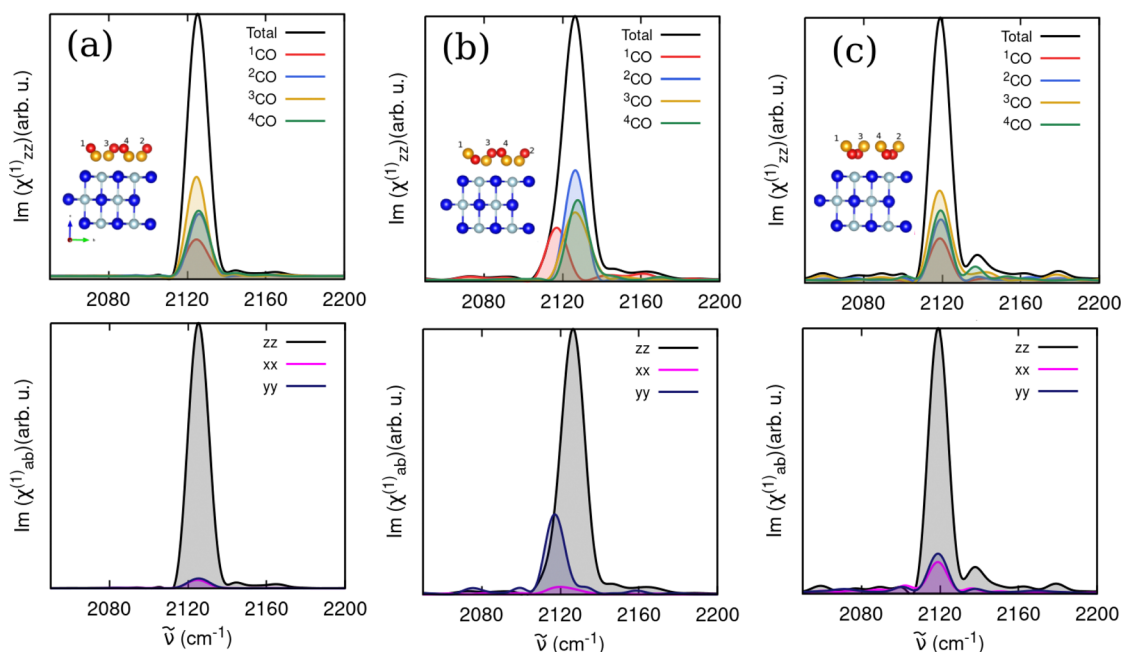 (a)
Total
¹CO
²CO
³CO
⁴CO
1 3 4 2
Im (χ⁽¹⁾zz)(arb. u.)
2080 2120 2160 2200
(b)
Total
¹CO
²CO
³CO
⁴CO
1 3 4 2
Im (χ⁽¹⁾zz)(arb. u.)
2080 2120 2160 2200
(c)
Total
¹CO
²CO
³CO
⁴CO
1 3 4 2
Im (χ⁽¹⁾zz)(arb. u.)
2080 2120 2160 2200
zz
xx
yy
Im (χ⁽¹⁾ab)(arb. u.)
2080 2120 2160 2200
ṽ (cm⁻¹)
zz
xx
yy
Im (χ⁽¹⁾ab)(arb. u.)
2080 2120 2160 2200
ṽ (cm⁻¹)
zz
xx
yy
Im (χ⁽¹⁾ab)(arb. u.)
2080 2120 2160 2200
ṽ (cm⁻¹)